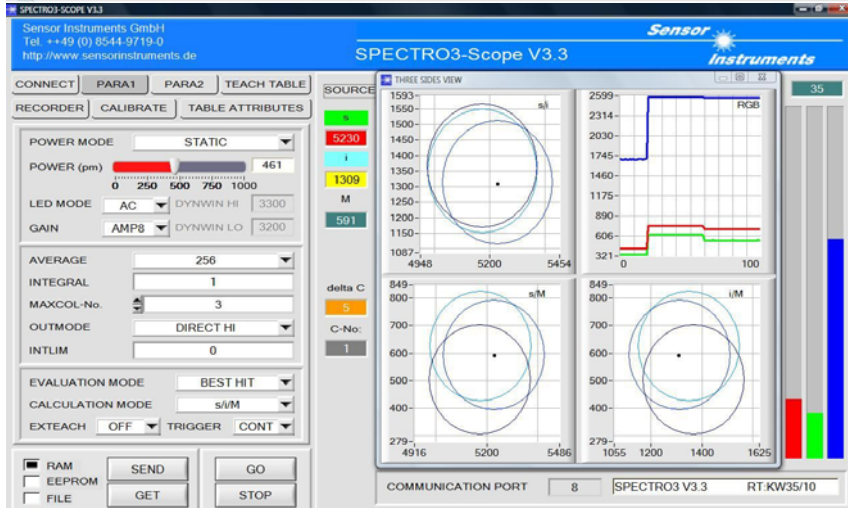 SPECTRO3-SCOPE V3.3
Sensor Instruments GmbH
Tel. ++49 (0) 8544-9719-0
http://www.sensorinstruments.de
SPECTRO3-Scope V3.3
Sensor
Instruments
CONNECT PARA1 PARA2 TEACH TABLE
RECORDER CALIBRATE TABLE ATTRIBUTES
POWER MODE STATIC
POWER (pm) 461
0 250 500 750 1000
LED MODE AC DYNWIN HI 3300
GAIN AMP8 DYNWIN LO 3200
AVERAGE 256
INTEGRAL 1
MAXCOL-No. 3
OUTMODE DIRECT HI
INTLIM 0
EVALUATION MODE BEST HIT
CALCULATION MODE s/i/M
EXTEACH OFF TRIGGER CONT
RAM
EEPROM
FILE
SEND GO
GET STOP
SOURCE
s
5230
i
1309
M
591
delta C
5
C-No:
1
THREE SIDES VIEW
s/i
1593
1550
1500
1450
1400
1350
1300
1250
1200
1150
1087
4948 5200 5454
RGB
2599
2314
2030
1745
1460
1175
890
606
321
0 100
s/M
849
800
700
600
500
400
279
4916 5200 5486
i/M
849
800
700
600
500
400
279
1055 1200 1400 1625
35
COMMUNICATION PORT 8 SPECTRO3 V3.3 RT:KW35/10